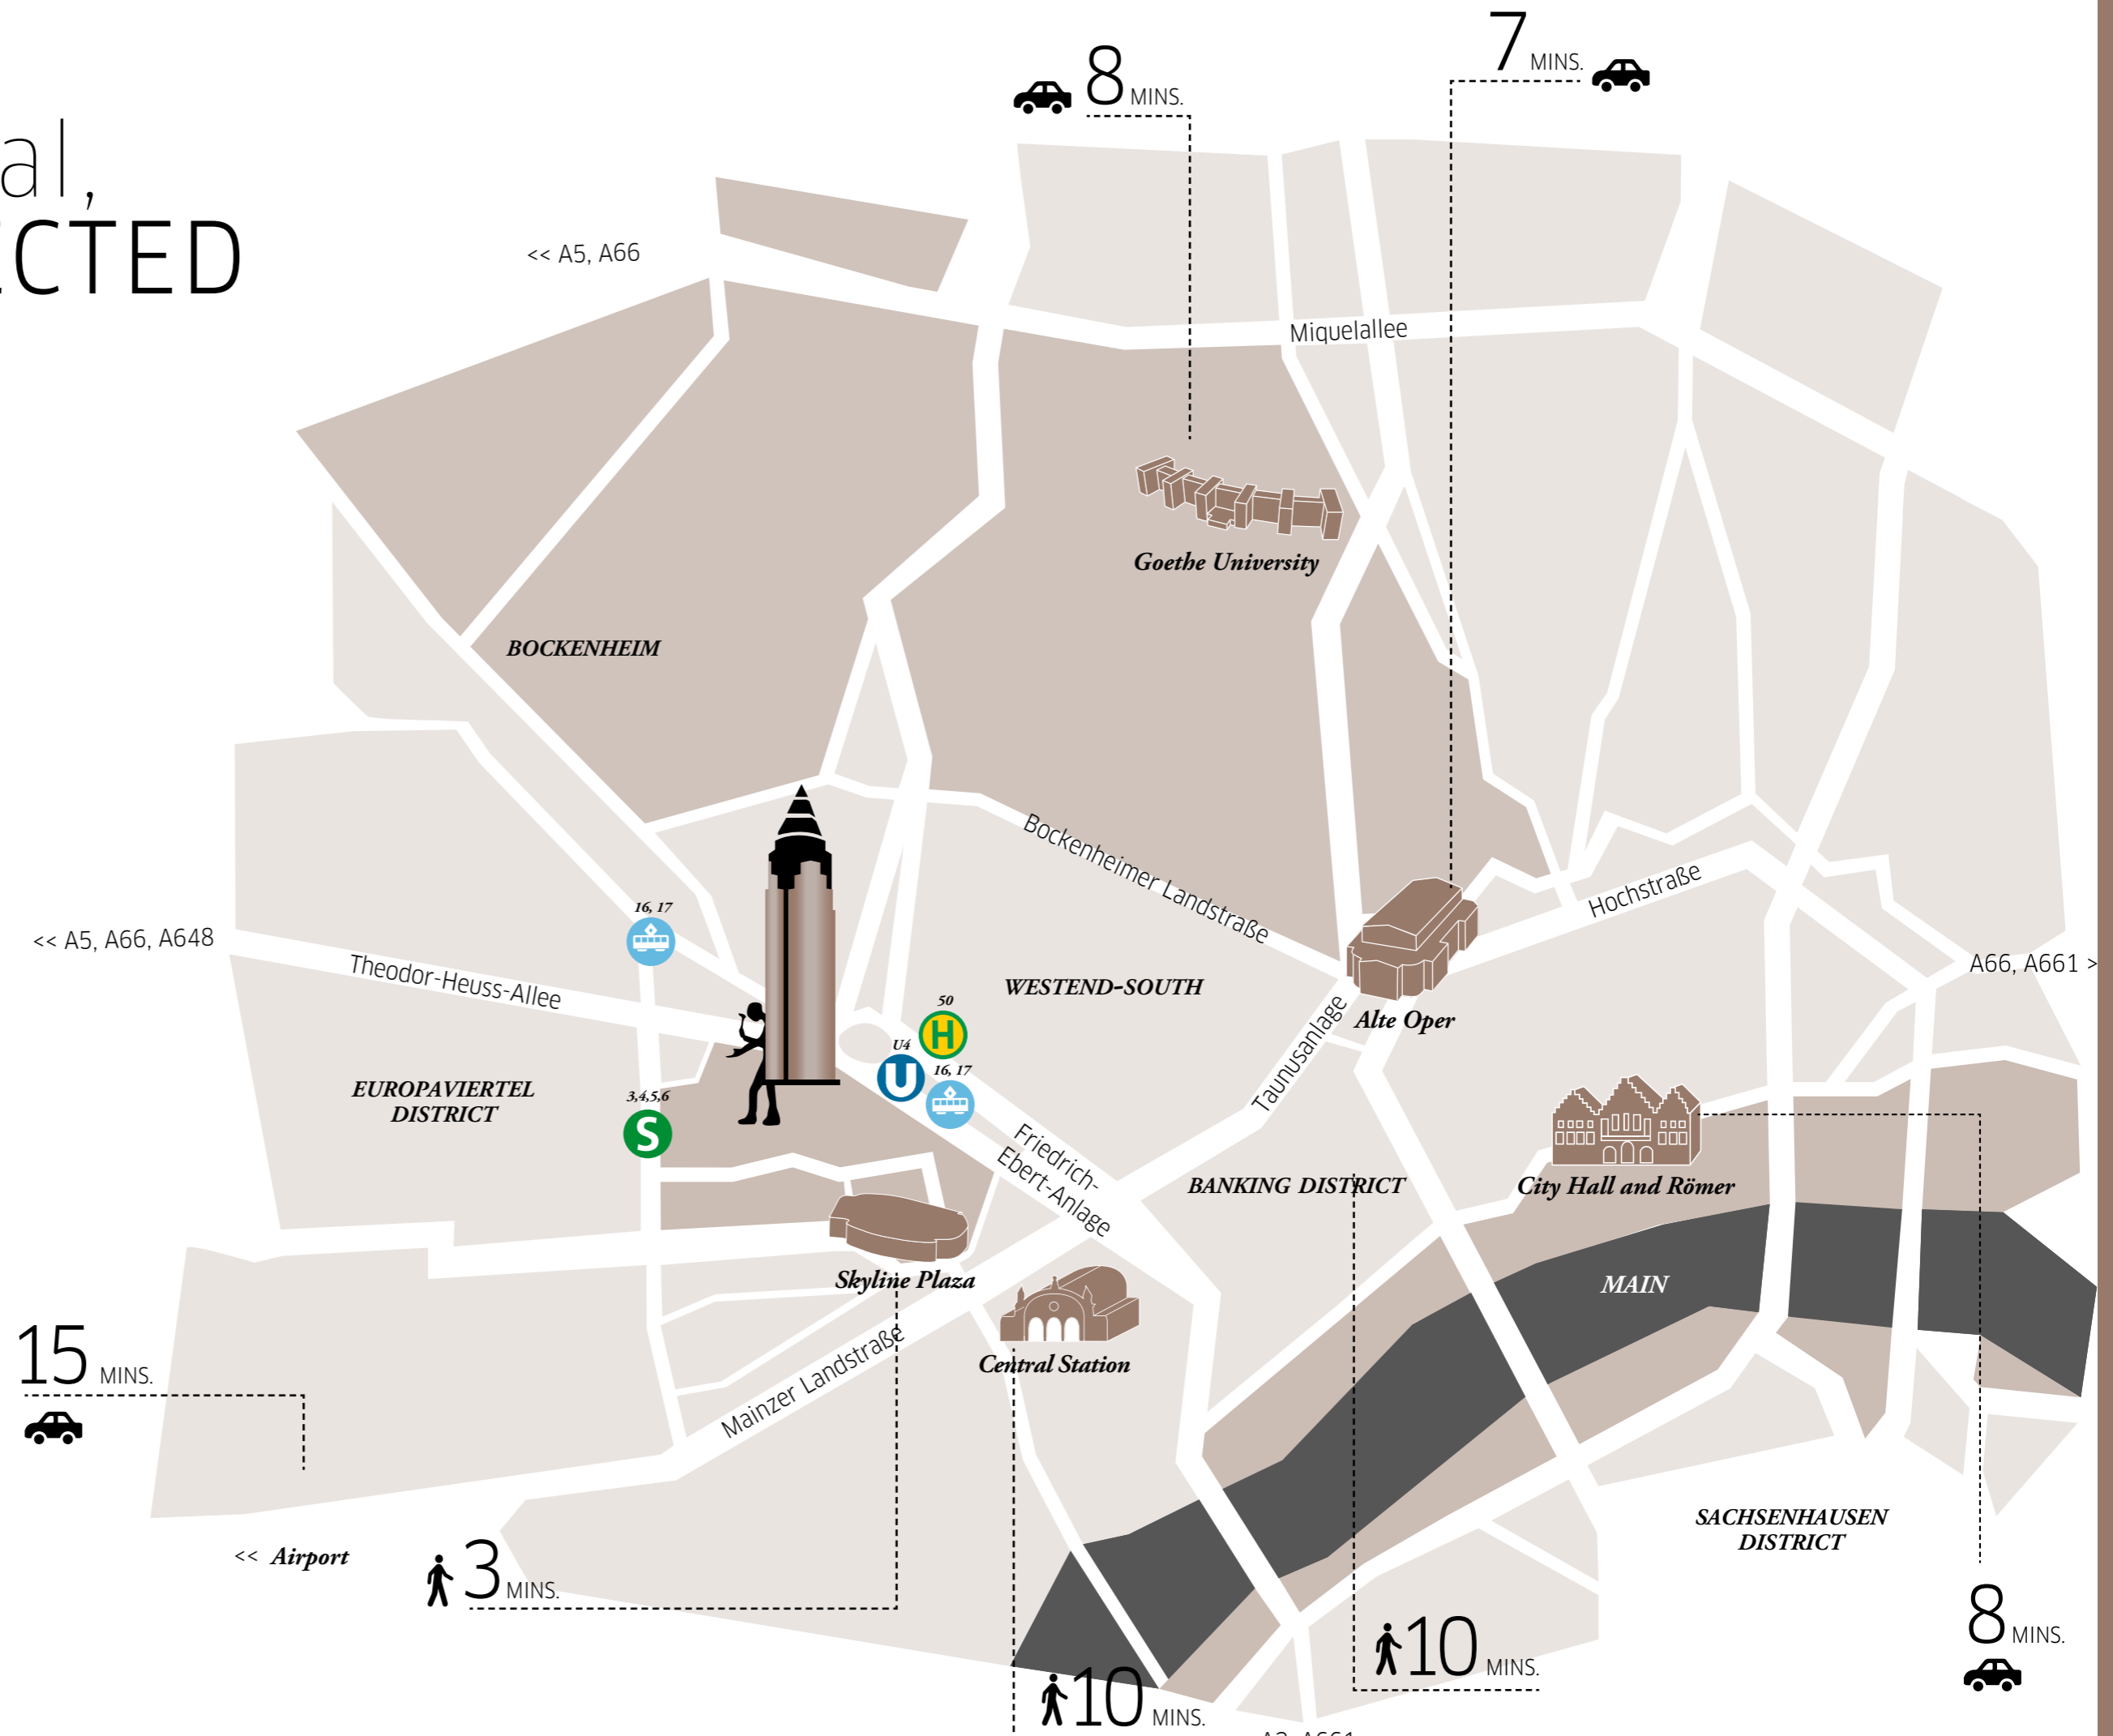 al,
ECTED
7 MINS.
8 MINS.
<< A5, A66
Miquelallee
Goethe University
BOCKENHEIM
Bockenheimer Landstraße
Hochstraße
16, 17
<< A5, A66, A648
Theodor-Heuss-Allee
A66, A661 >
WESTEND-SOUTH
50
H
Taunusanlage
Alte Oper
U4
U
16, 17
EUROPAVIERTEL
DISTRICT
3,4,5,6
S
Friedrich-
Ebert-Anlage
BANKING DISTRICT
City Hall and Römer
Skyline Plaza
MAIN
Central Station
Mainzer Landstraße
15 MINS.
SACHSENHAUSEN
DISTRICT
<< Airport
3 MINS.
8 MINS.
10 MINS.
10 MINS.